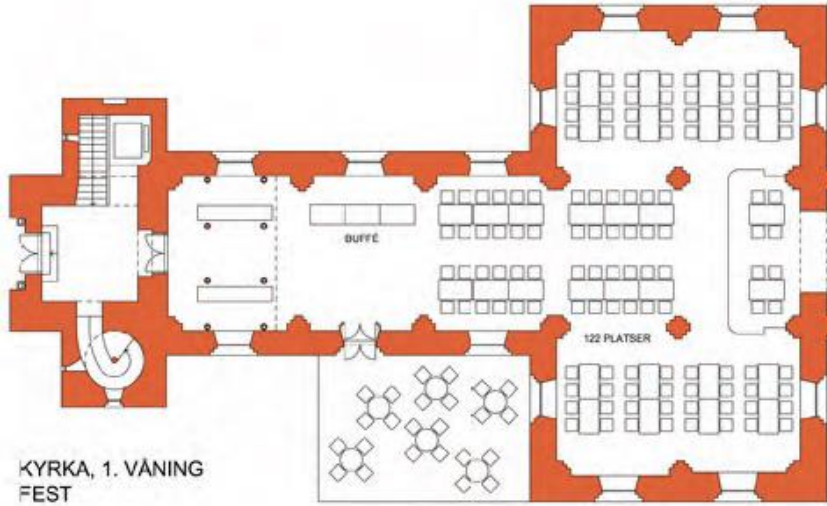 BUFFÉ
122 PLATSER
KYRKA, 1. VÅNING
FEST